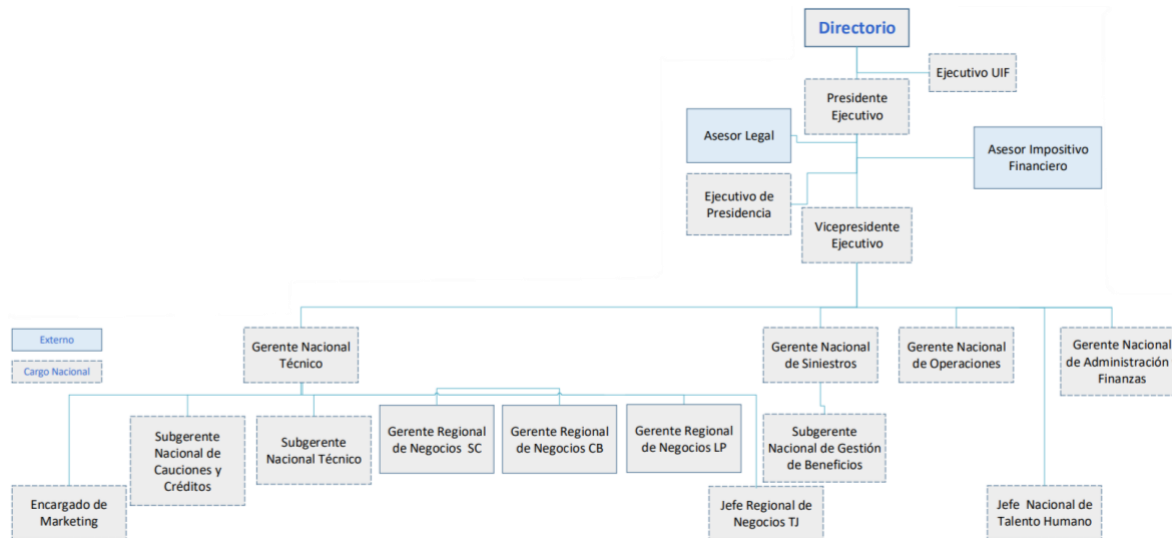 Directorio
Ejecutivo UIF
Presidente
Ejecutivo
Asesor Legal
Asesor Impositivo
Financiero
Ejecutivo de
Presidencia
Vicepresidente
Ejecutivo
Externo
Cargo Nacional
Gerente Nacional
Técnico
Gerente Nacional
de Siniestros
Gerente Nacional
de Operaciones
Gerente Nacional
de Administración
Finanzas
Subgerente
Nacional de
Cauciones y
Créditos
Subgerente
Nacional Técnico
Gerente Regional
de Negocios SC
Gerente Regional
de Negocios CB
Gerente Regional
de Negocios LP
Subgerente
Nacional de Gestión
de Beneficios
Encargado de
Marketing
Jefe Regional de
Negocios TJ
Jefe Nacional de
Talento Humano